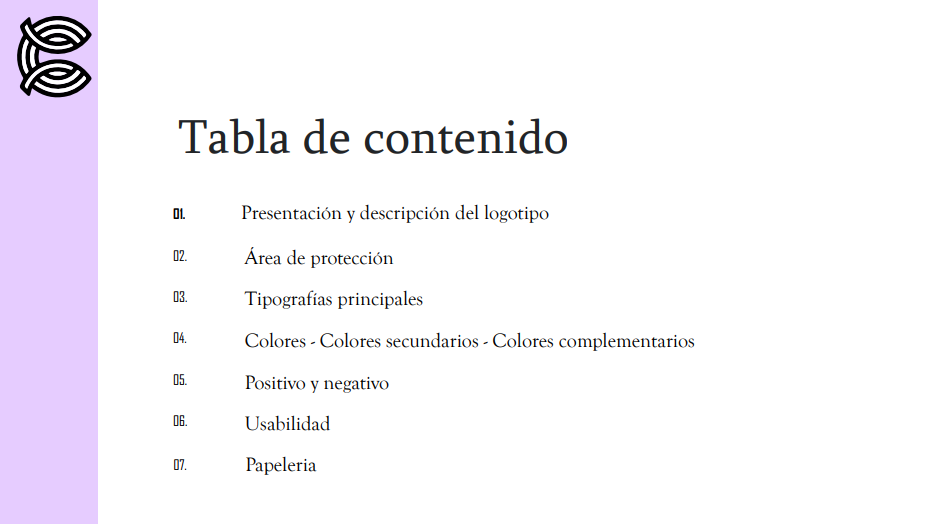 Tabla de contenido
01. Presentación y descripción del logotipo
02. Área de protección
03. Tipografías principales
04. Colores - Colores secundarios - Colores complementarios
05. Positivo y negativo
06. Usabilidad
07. Papeleria